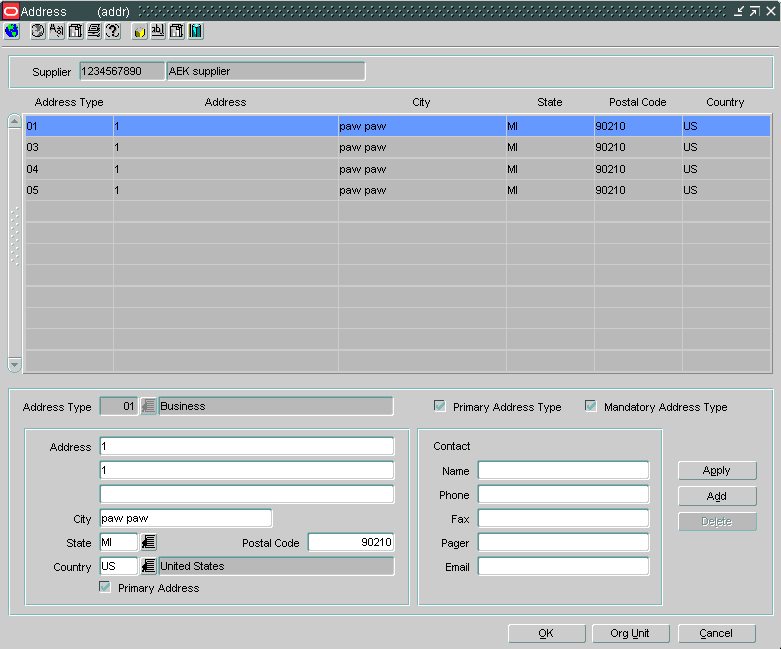 Address (addr)
Supplier 1234567890 AEK supplier
Address Type Address City State Postal Code Country
01 1 paw paw MI 90210 US
03 1 paw paw MI 90210 US
04 1 paw paw MI 90210 US
05 1 paw paw MI 90210 US
Address Type 01 Business Primary Address Type Mandatory Address Type
Address 1
1
City paw paw
State MI Postal Code 90210
Country US United States
Primary Address
Contact
Name
Phone
Fax
Pager
Email
Apply
Add
Delete
OK Org Unit Cancel